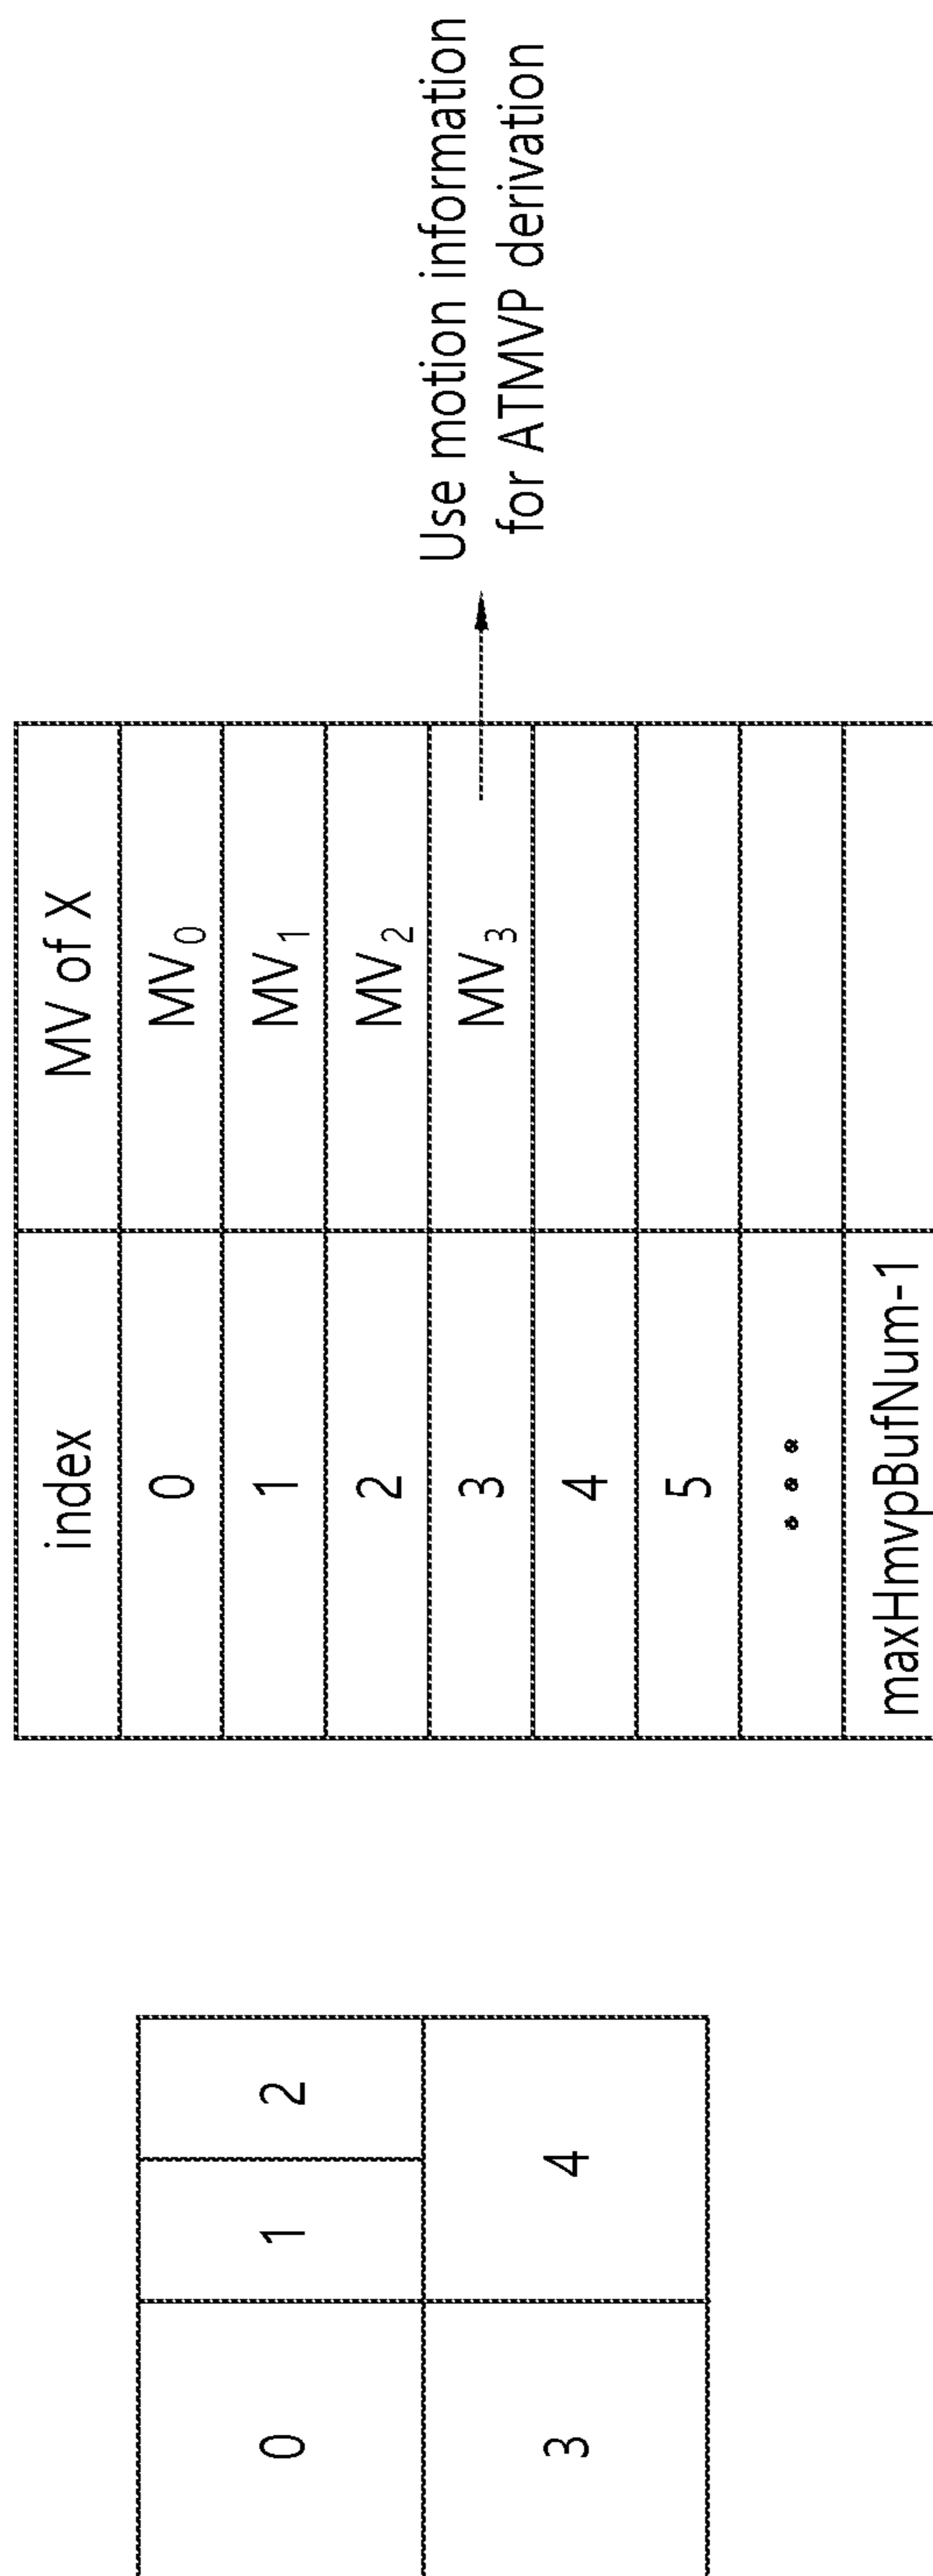 0
1
2
3
4
index
MV of X
0
MV0
1
MV1
2
MV2
3
MV3
4
5
•••
maxHmvpBufNum-1
Use motion information
for ATMVP derivation